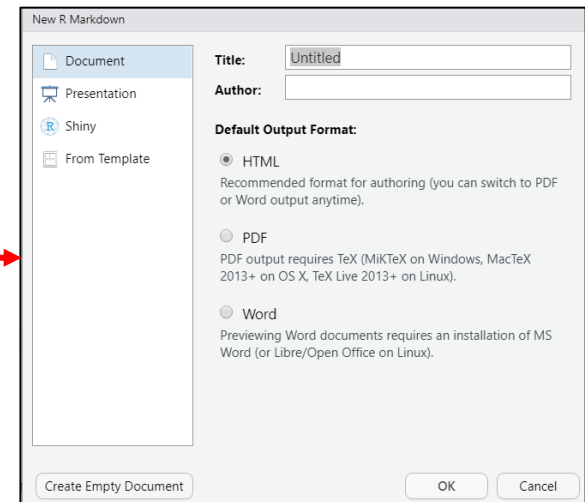 New R Markdown
Document
Presentation
R Shiny
From Template
Title: Untitled
Author:
Default Output Format:
HTML
Recommended format for authoring (you can switch to PDF
or Word output anytime).
PDF
PDF output requires TeX (MiKTeX on Windows, MacTeX
2013+ on OS X, TeX Live 2013+ on Linux).
Word
Previewing Word documents requires an installation of MS
Word (or Libre/Open Office on Linux).
Create Empty Document
OK
Cancel